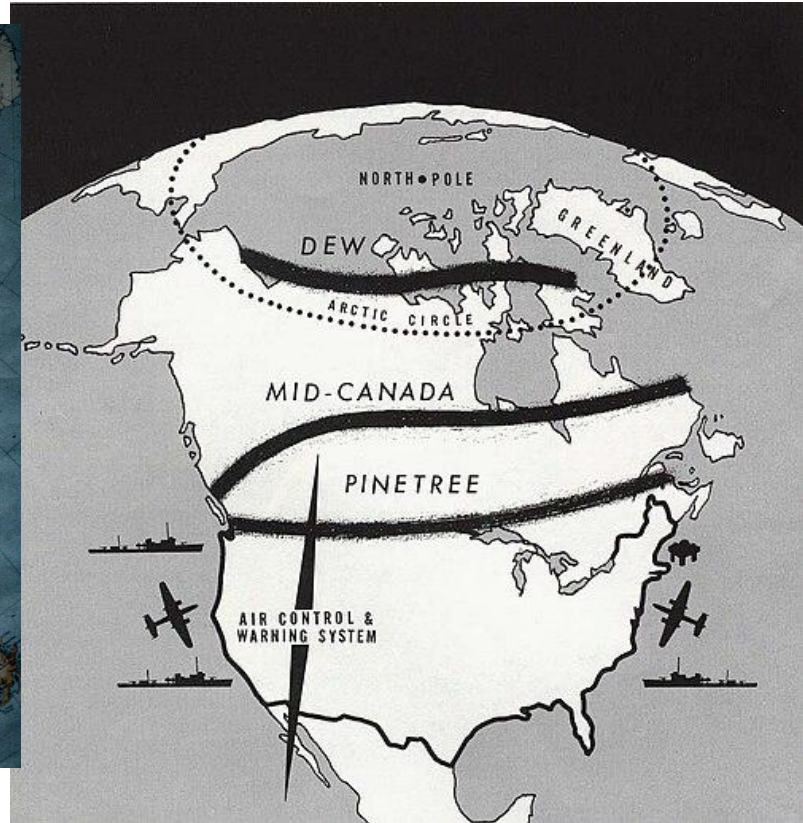 NORTH • POLE
GREENLAND
DEW
ARCTIC CIRCLE
MID-CANADA
PINETREE
AIR CONTROL &
WARNING SYSTEM